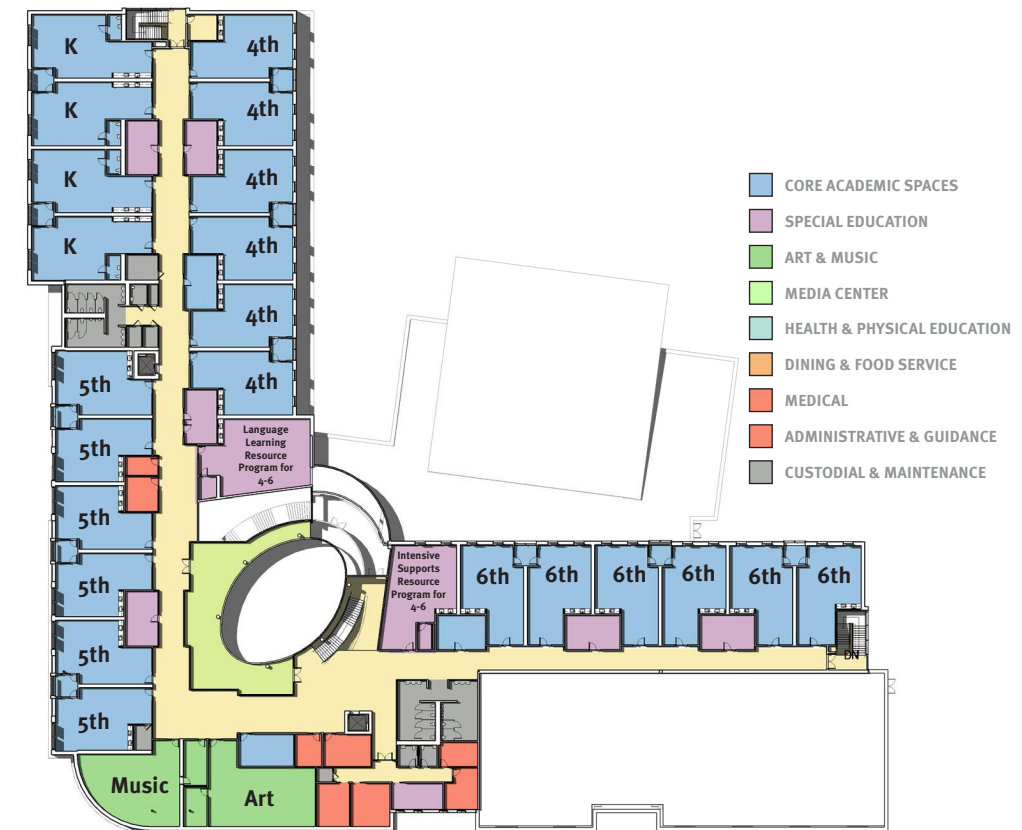 K
4th
K
4th
K
4th
K
4th
4th
4th
5th
5th
5th
5th
5th
5th
Language
Learning
Resource
Program for
4-6
Intensive
Supports
Resource
Program for
4-6
6th
6th
6th
6th
6th
6th
DN
Music
Art
CORE ACADEMIC SPACES
SPECIAL EDUCATION
ART & MUSIC
MEDIA CENTER
HEALTH & PHYSICAL EDUCATION
DINING & FOOD SERVICE
MEDICAL
ADMINISTRATIVE & GUIDANCE
CUSTODIAL & MAINTENANCE